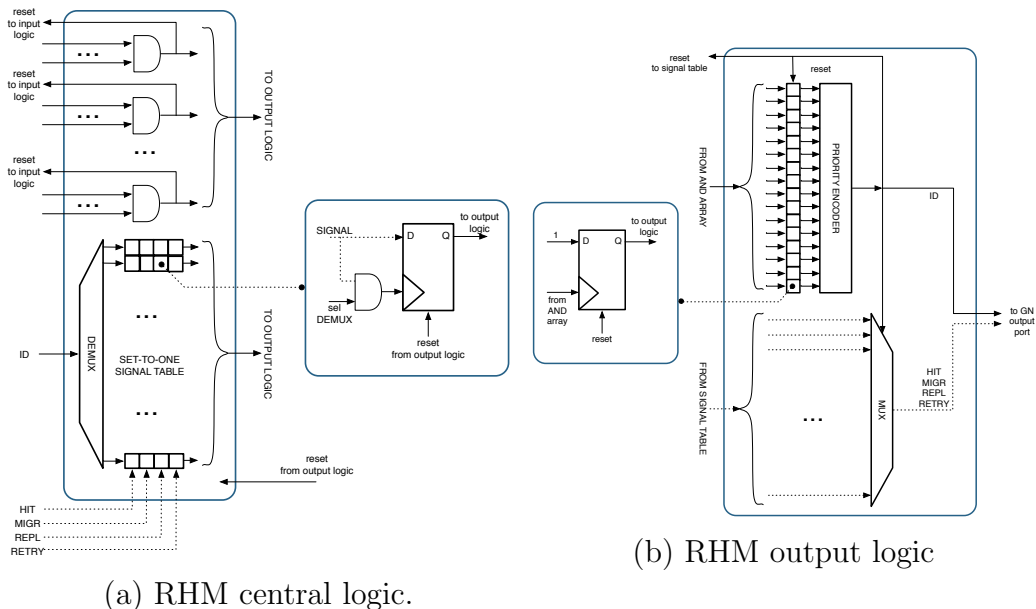 reset
to input
logic
...
reset
to input
logic
...
...
reset
to input
logic
...
TO OUTPUT LOGIC
ID
DEMUX
...
SET-TO-ONE
SIGNAL TABLE
...
TO OUTPUT LOGIC
reset
from output logic
HIT
MIGR
REPL
RETRY
SIGNAL
D
Q
to output
logic
sel
DEMUX
reset
from output logic
(a) RHM central logic.
1
D
Q
to output
logic
from
AND
array
reset
reset
to signal table
reset
FROM AND ARRAY
PRIORITY ENCODER
ID
FROM SIGNAL TABLE
...
MUX
HIT
MIGR
REPL
RETRY
to GN
output
port
(b) RHM output logic